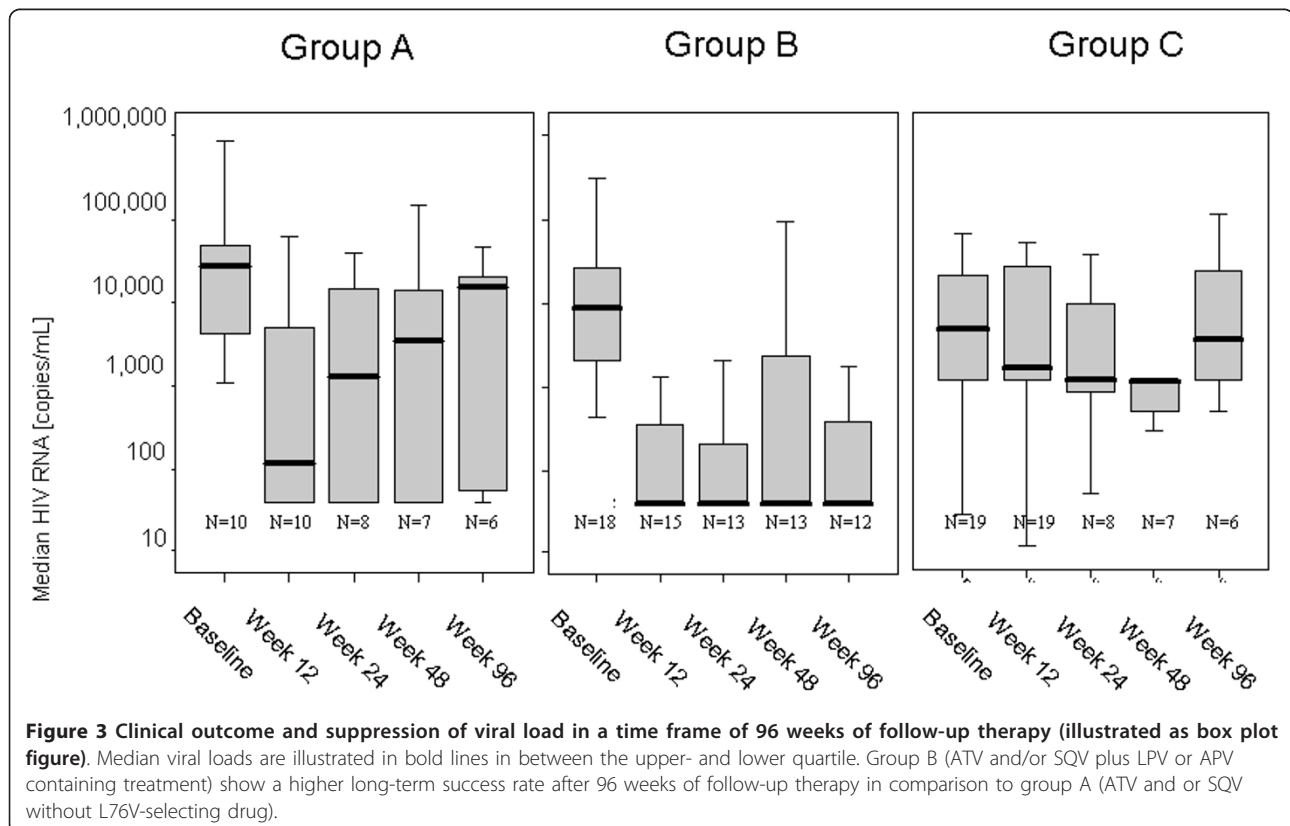 Group A
Group B
Group C
Median HIV RNA [copies/mL]
1,000,000
100,000
10,000
1,000
100
10
N=10
N=10
N=8
N=7
N=6
N=18
N=15
N=13
N=13
N=12
N=19
N=19
N=8
N=7
N=6
Baseline
Week 12
Week 24
Week 48
Week 96
Baseline
Week 12
Week 24
Week 48
Week 96
Baseline
Week 12
Week 24
Week 48
Week 96
Figure 3 Clinical outcome and suppression of viral load in a time frame of 96 weeks of follow-up therapy (illustrated as box plot
figure). Median viral loads are illustrated in bold lines in between the upper- and lower quartile. Group B (ATV and/or SQV plus LPV or APV
containing treatment) show a higher long-term success rate after 96 weeks of follow-up therapy in comparison to group A (ATV and or SQV
without L76V-selecting drug).